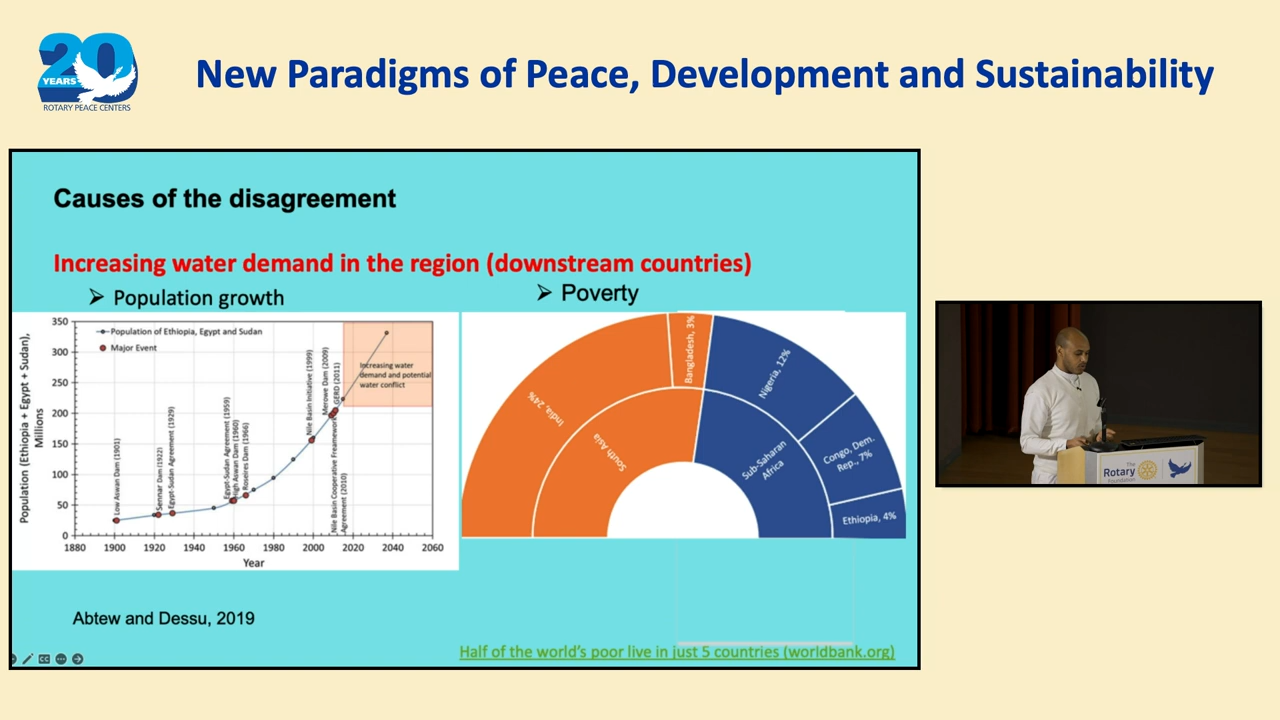 20
YEARS
ROTARY PEACE CENTERS
New Paradigms of Peace, Development and Sustainability
Causes of the disagreement
Increasing water demand in the region (downstream countries)
➢ Population growth
➢ Poverty
Population (Ethiopia + Egypt + Sudan),
Millions
350
300
250
200
150
100
50
0
Population of Ethiopia, Egypt and Sudan
Major Event
Low Aswan Dam (1901)
Sennar Dam (1922)
Egypt-Sudan Agreement (1929)
Egypt-Sudan Agreement (1959)
High Aswan Dam (1960)
Roseires Dam (1966)
Nile Basin Initiative (1999)
Merowe Dam (2009)
GERD (2011)
Nile Basin Cooperative Freamework
Agreement (2010)
Increasing water
demand and potential
water conflict
1880 1900 1920 1940 1960 1980 2000 2020 2040 2060
Year
India, 24%
Bangladesh, 3%
Nigeria, 12%
Congo, Dem.
Rep., 7%
Ethiopia, 4%
South Asia
Sub-Saharan
Africa
Abtew and Dessu, 2019
Half of the world's poor live in just 5 countries (worldbank.org)
CC
The
Rotary
Foundation